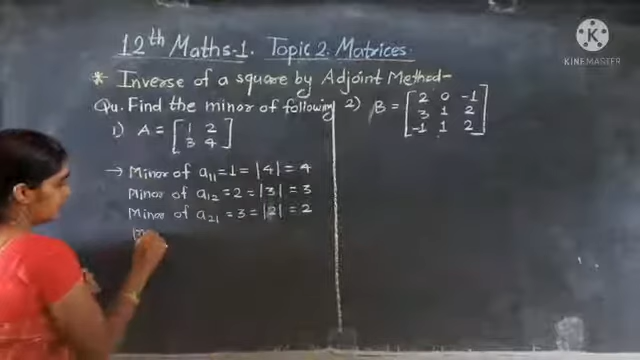 12th Maths-1. Topic 2. Matrices.
* Inverse of a square by Adjoint Method-
Qu. Find the minor of following
1) A = [1 2
3 4]
→ Minor of a11 = 1 = |4| = 4
Minor of a12 = 2 = |3| = 3
Minor of a21 = 3 = |2| = 2
2) B = [2 0 -1
3 1 2
-1 1 2]
KINEMASTER